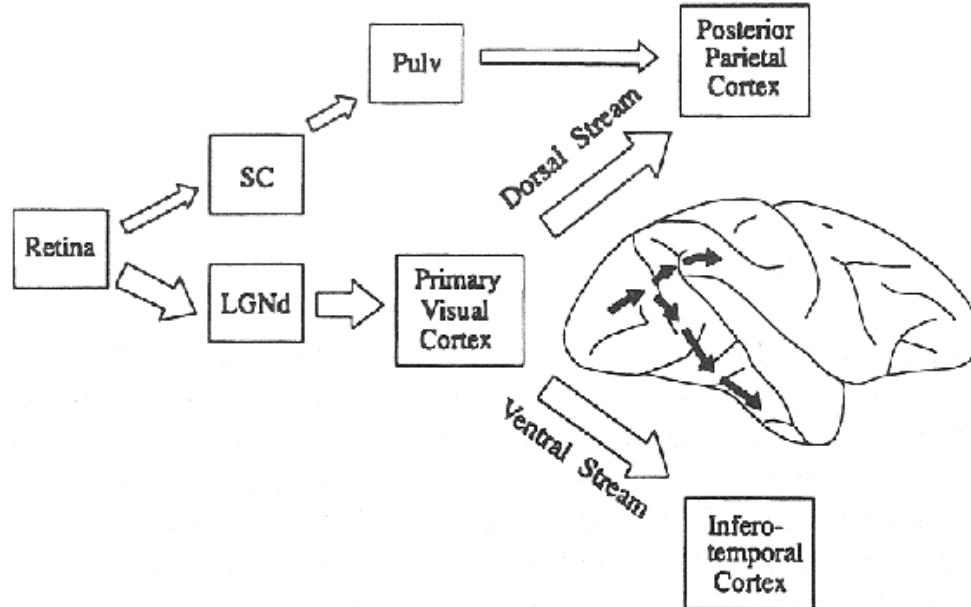 Posterior
Parietal
Cortex
Pulv
SC
Dorsal Stream
Retina
LGNd
Primary
Visual
Cortex
Ventral Stream
Infero-
temporal
Cortex